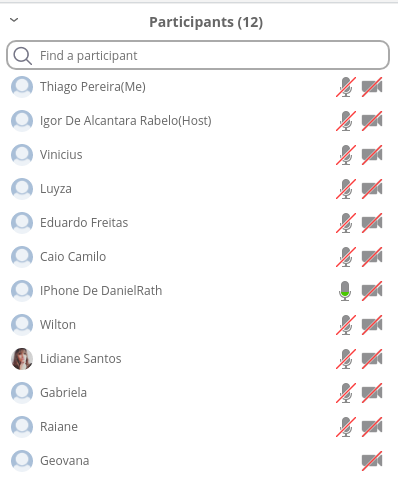 Participants (12)
Find a participant
Thiago Pereira(Me)
Igor De Alcantara Rabelo(Host)
Vinicius
Luyza
Eduardo Freitas
Caio Camilo
IPhone De DanielRath
Wilton
Lidiane Santos
Gabriela
Raiane
Geovana